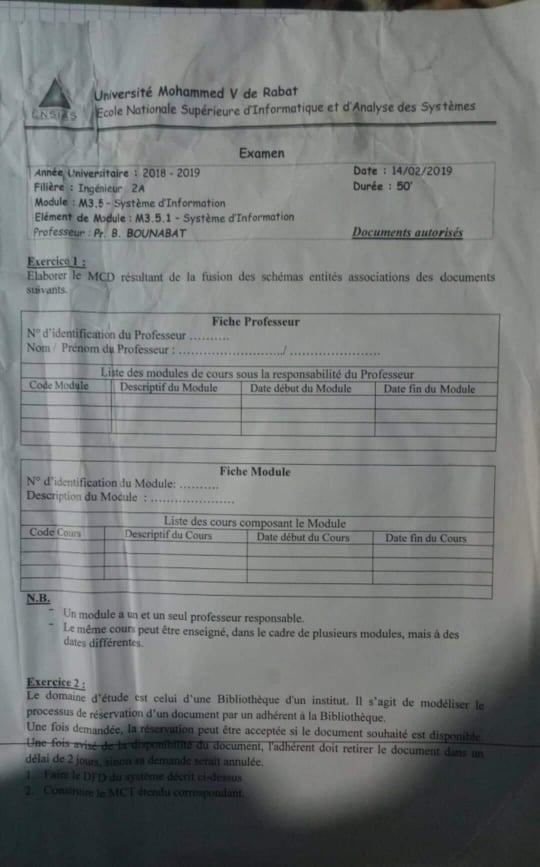 ENSIAS
Université Mohammed V de Rabat
Ecole Nationale Supérieure d'Informatique et d'Analyse des Systèmes
Examen
Année Universitaire : 2018 - 2019 Date : 14/02/2019
Filière : Ingénieur 2A Durée : 50'
Module : M3.5 - Système d'Information
Elément de Module : M3.5.1 - Système d'Information
Professeur : Pr. B. BOUNABAT Documents autorisés
Exercice 1 :
Elaborer le MCD résultant de la fusion des schémas entités associations des documents
suivants.
Fiche Professeur
N° d'identification du Professeur ..........
Nom / Prénom du Professeur : .........................../ .......................
Liste des modules de cours sous la responsabilité du Professeur
Code Module Descriptif du Module Date début du Module Date fin du Module
Fiche Module
N° d'identification du Module: ..........
Description du Module : .....................
Liste des cours composant le Module
Code Cours Descriptif du Cours Date début du Cours Date fin du Cours
N.B.
- Un module a un et un seul professeur responsable.
- Le même cours peut être enseigné, dans le cadre de plusieurs modules, mais à des
dates différentes.
Exercice 2 :
Le domaine d'étude est celui d'une Bibliothèque d'un institut. Il s'agit de modéliser le
processus de réservation d'un document par un adhérent à la Bibliothèque.
Une fois demandée, la réservation peut être acceptée si le document souhaité est disponible.
Une fois avisé de la disponibilité du document, l'adhérent doit retirer le document dans un
délai de 2 jours, sinon sa demande serait annulée.
1. Faire le DFD du système décrit ci-dessus
2. Construire le MCT étendu correspondant.